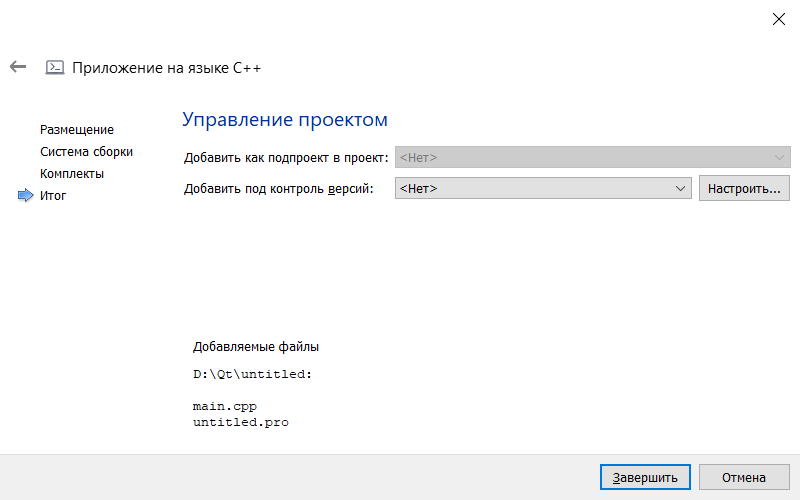 Приложение на языке C++
Размещение
Система сборки
Комплекты
Итог
Управление проектом
Добавить как подпроект в проект: <Нет>
Добавить под контроль версий: <Нет> Настроить...
Добавляемые файлы
D:\Qt\untitled:
main.cpp
untitled.pro
Завершить Отмена